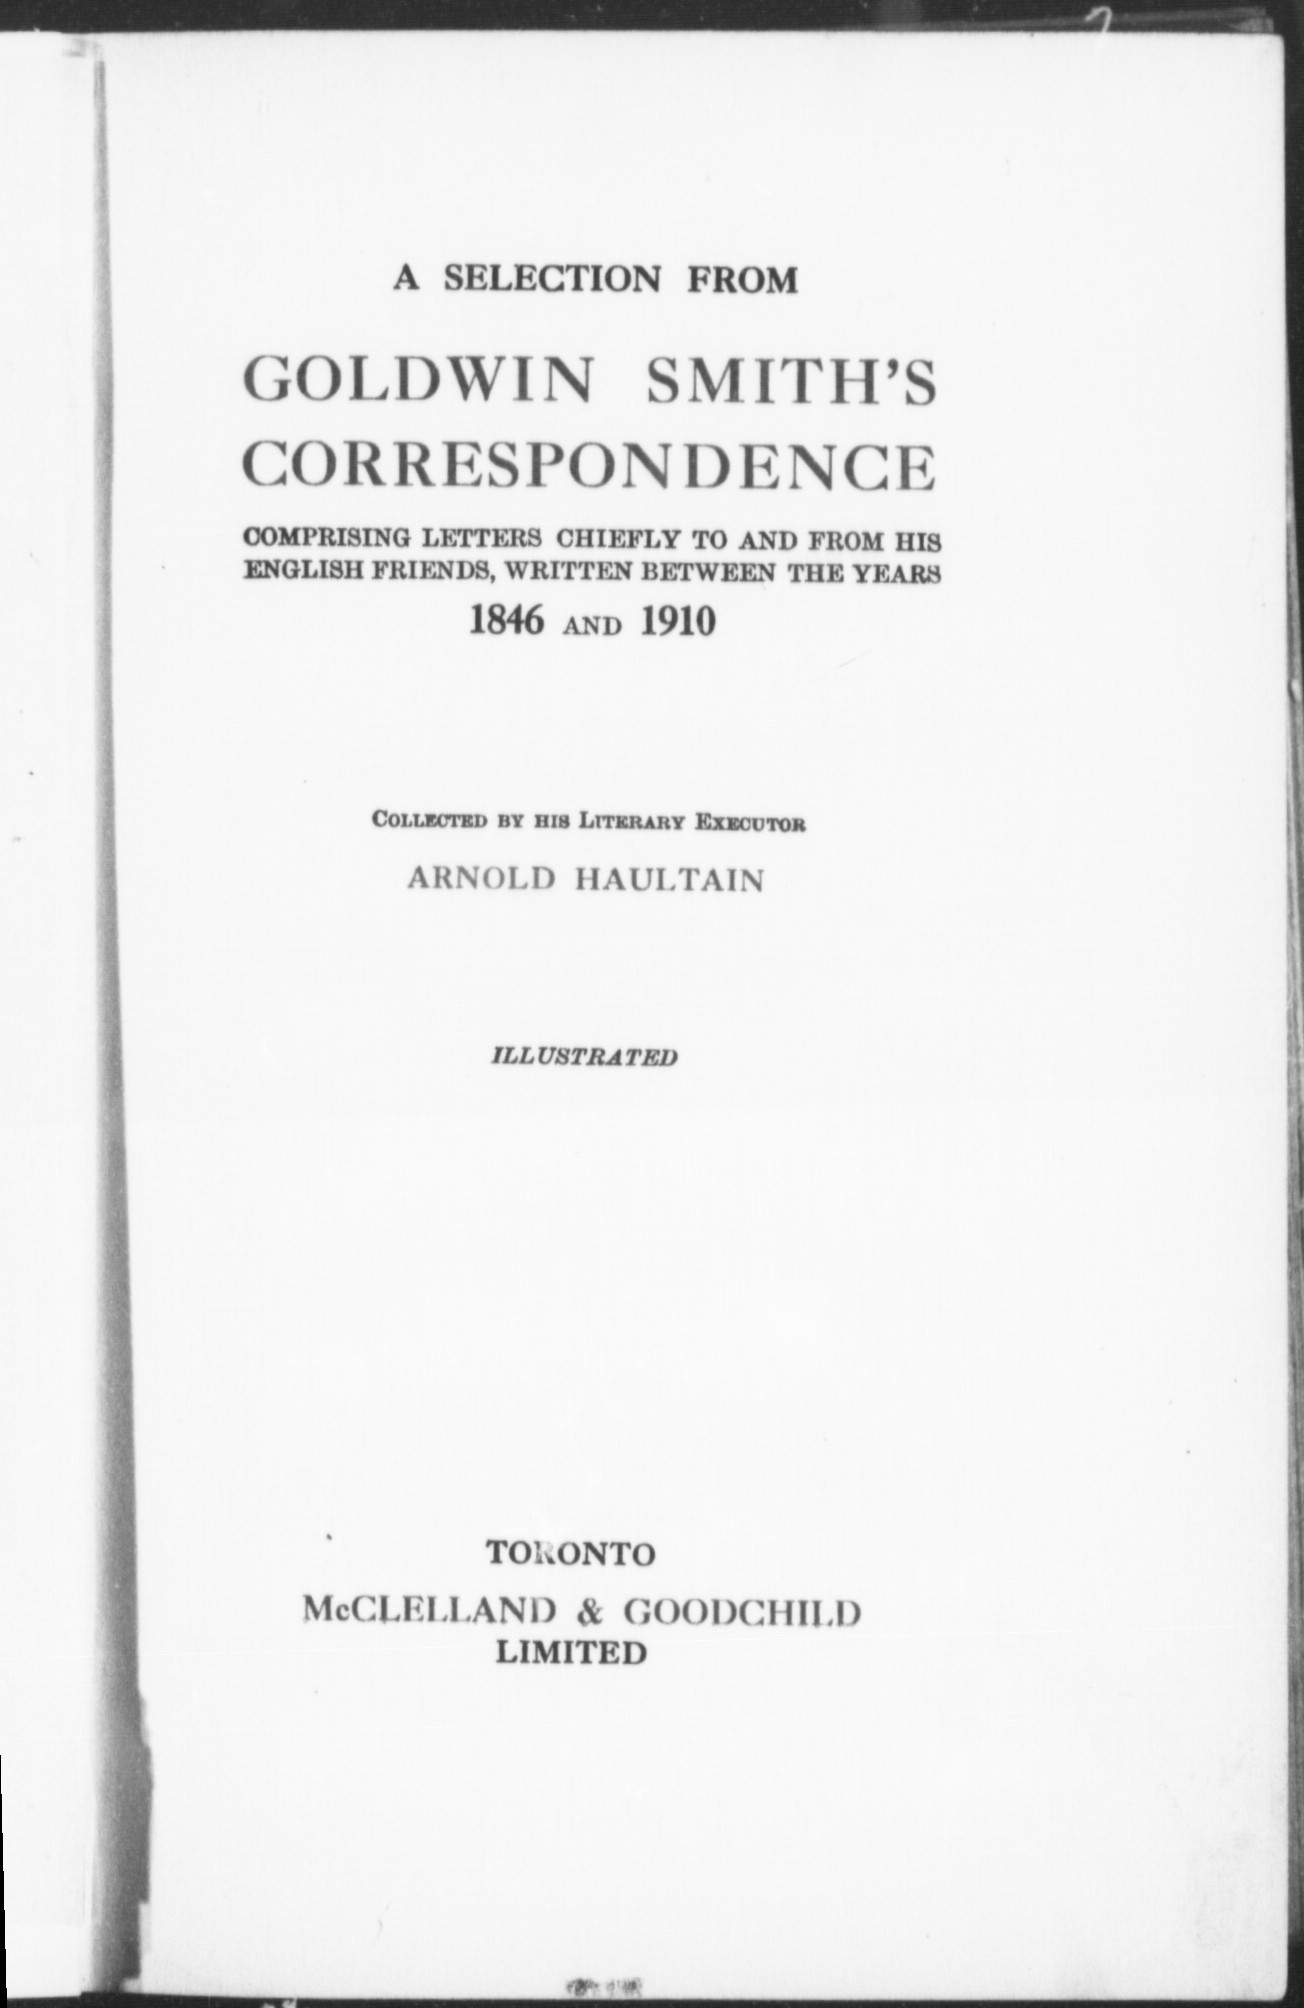 A SELECTION FROM
GOLDWIN SMITH'S
CORRESPONDENCE
COMPRISING LETTERS CHIEFLY TO AND FROM HIS
ENGLISH FRIENDS, WRITTEN BETWEEN THE YEARS
1846 AND 1910
COLLECTED BY HIS LITERARY EXECUTOR
ARNOLD HAULTAIN
ILLUSTRATED
TORONTO
McCLELLAND & GOODCHILD
LIMITED